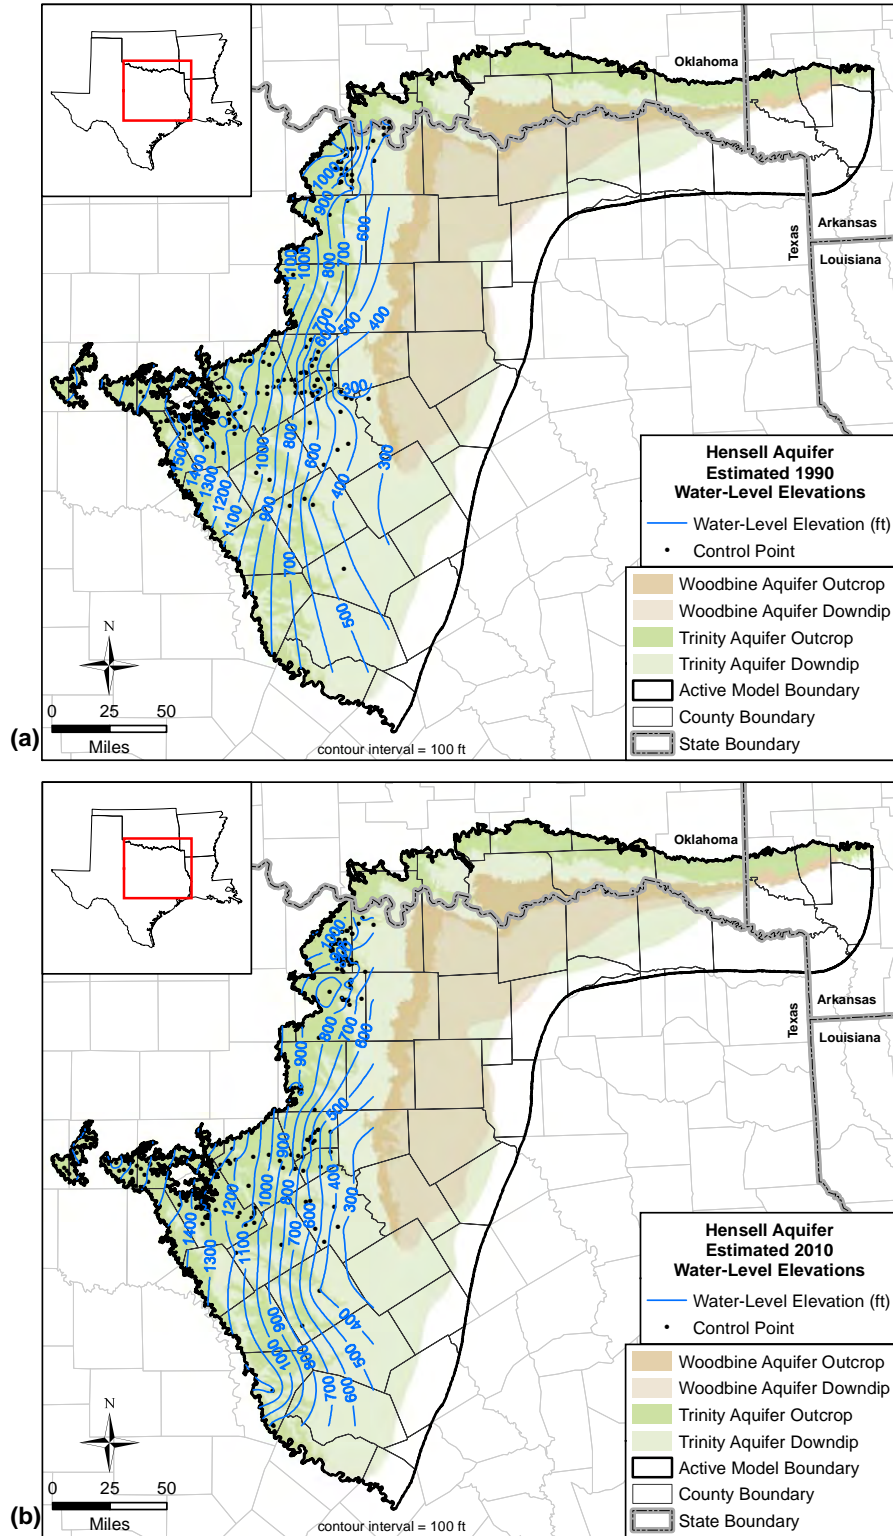 Oklahoma
Arkansas
Texas
Louisiana
1000
900
600
1100
1000
800
700
700
600
500
400
300
1500
1400
1300
1200
1100
1000
900
800
600
400
300
700
500
Hensell Aquifer
Estimated 1990
Water-Level Elevations
Water-Level Elevation (ft)
Control Point
Woodbine Aquifer Outcrop
Woodbine Aquifer Downdip
Trinity Aquifer Outcrop
Trinity Aquifer Downdip
Active Model Boundary
County Boundary
State Boundary
N
0 25 50
Miles
(a)
contour interval = 100 ft
Oklahoma
Arkansas
Texas
Louisiana
1000
800
700
600
900
500
900
400
300
1400
1300
1200
1100
1000
800
700
600
400
500
900
1000
800
700
600
Hensell Aquifer
Estimated 2010
Water-Level Elevations
Water-Level Elevation (ft)
Control Point
Woodbine Aquifer Outcrop
Woodbine Aquifer Downdip
Trinity Aquifer Outcrop
Trinity Aquifer Downdip
Active Model Boundary
County Boundary
State Boundary
N
0 25 50
Miles
(b)
contour interval = 100 ft